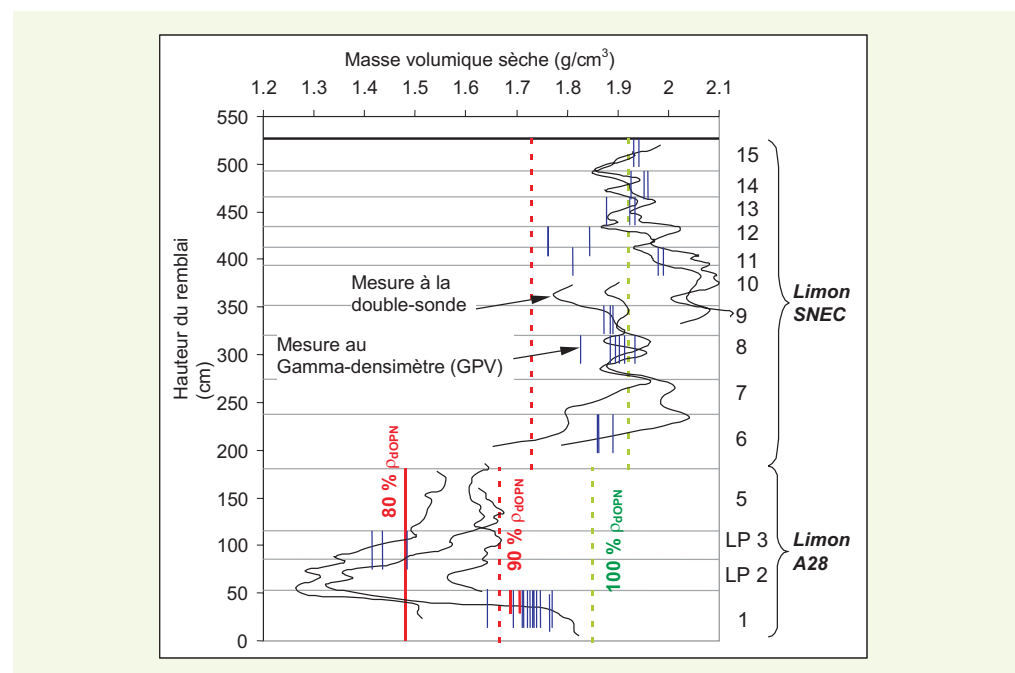 Masse volumique sèche (g/cm³)
1.2 1.3 1.4 1.5 1.6 1.7 1.8 1.9 2 2.1
Hauteur du remblai
(cm)
550
500
450
400
350
300
250
200
150
100
50
0
Mesure à la
double-sonde
Mesure au
Gamma-densimètre (GPV)
80 % ρdOPN
90 % ρdOPN
100 % ρdOPN
15
14
13
12
11
10
9
8
7
6
5
LP 3
LP 2
1
Limon
SNEC
Limon
A28